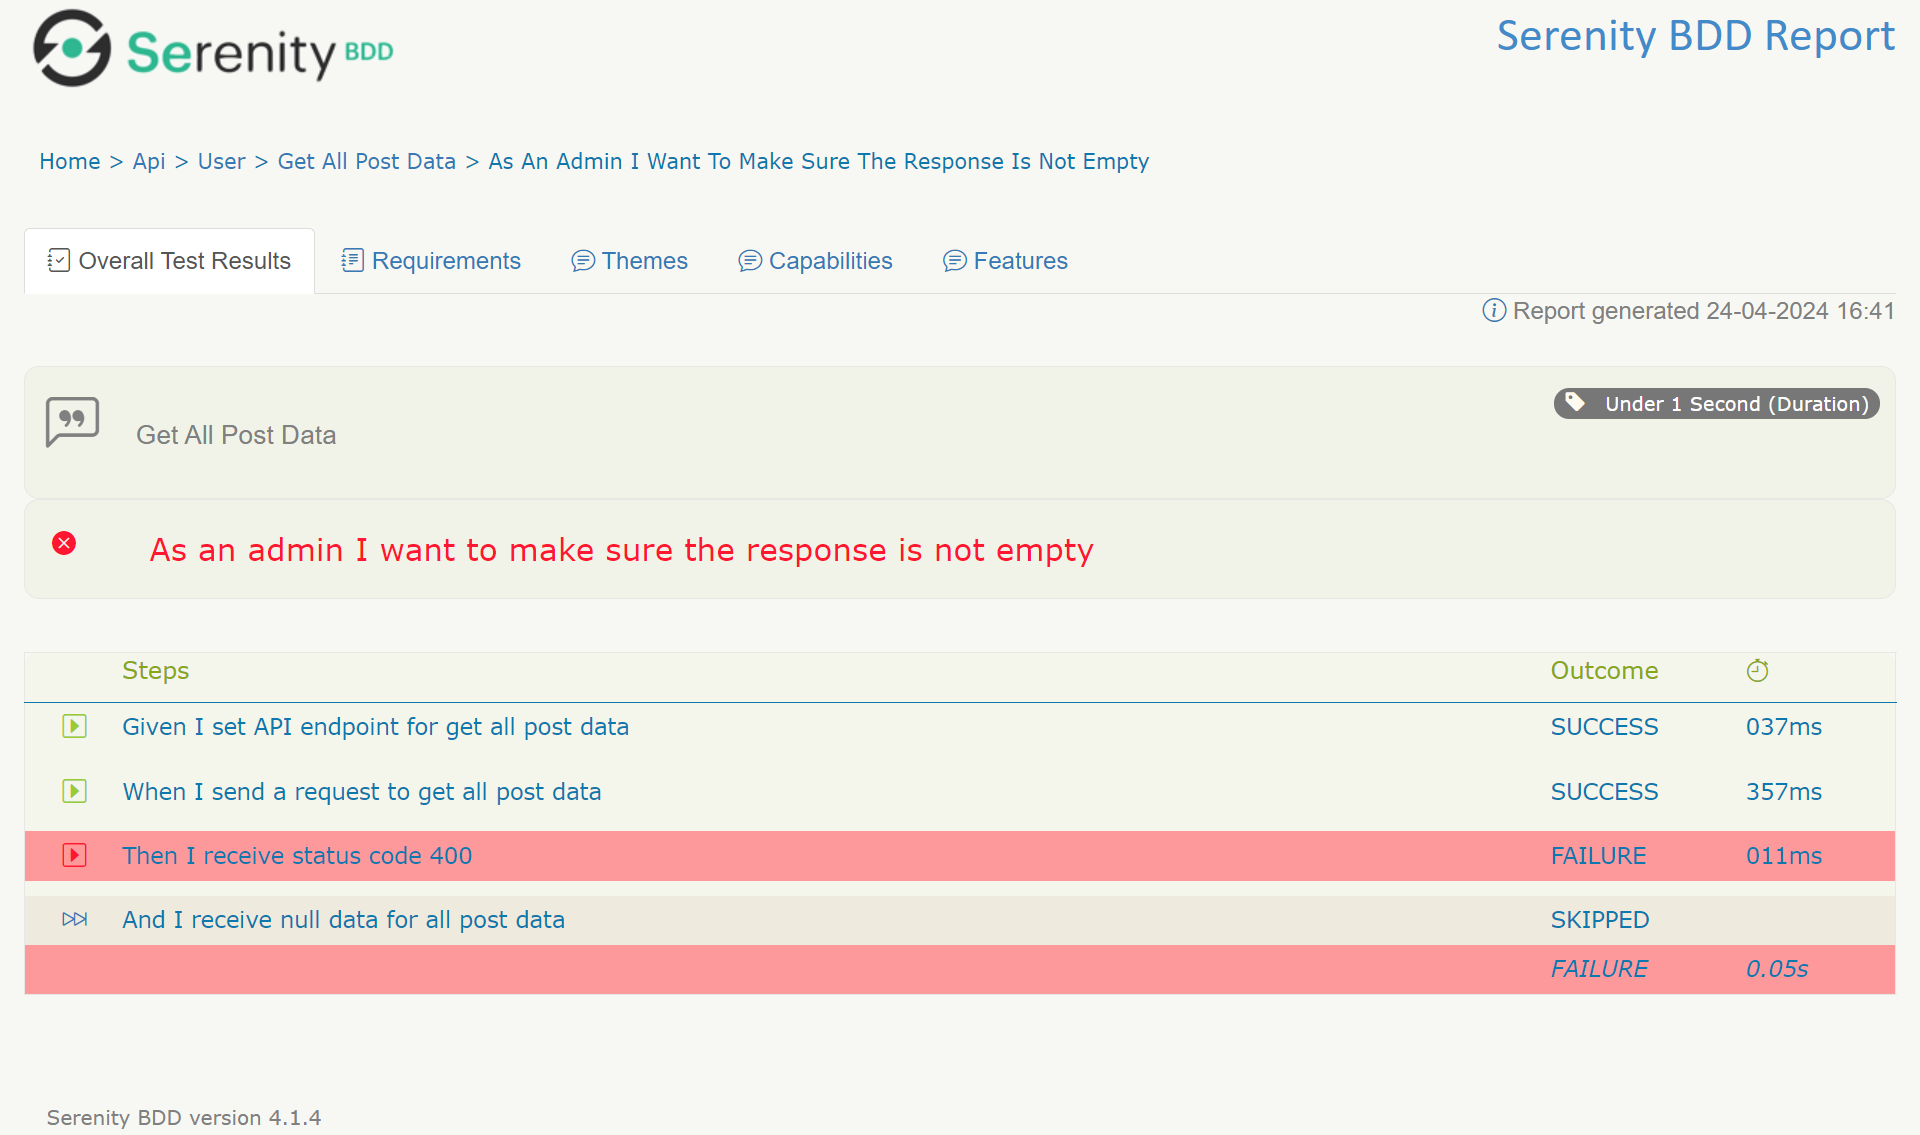 Serenity BDD
Serenity BDD Report
Home > Api > User > Get All Post Data > As An Admin I Want To Make Sure The Response Is Not Empty
Overall Test Results Requirements Themes Capabilities Features
Report generated 24-04-2024 16:41
Under 1 Second (Duration)
Get All Post Data
As an admin I want to make sure the response is not empty
Steps Outcome
Given I set API endpoint for get all post data SUCCESS 037ms
When I send a request to get all post data SUCCESS 357ms
Then I receive status code 400 FAILURE 011ms
And I receive null data for all post data SKIPPED
FAILURE 0.05s
Serenity BDD version 4.1.4